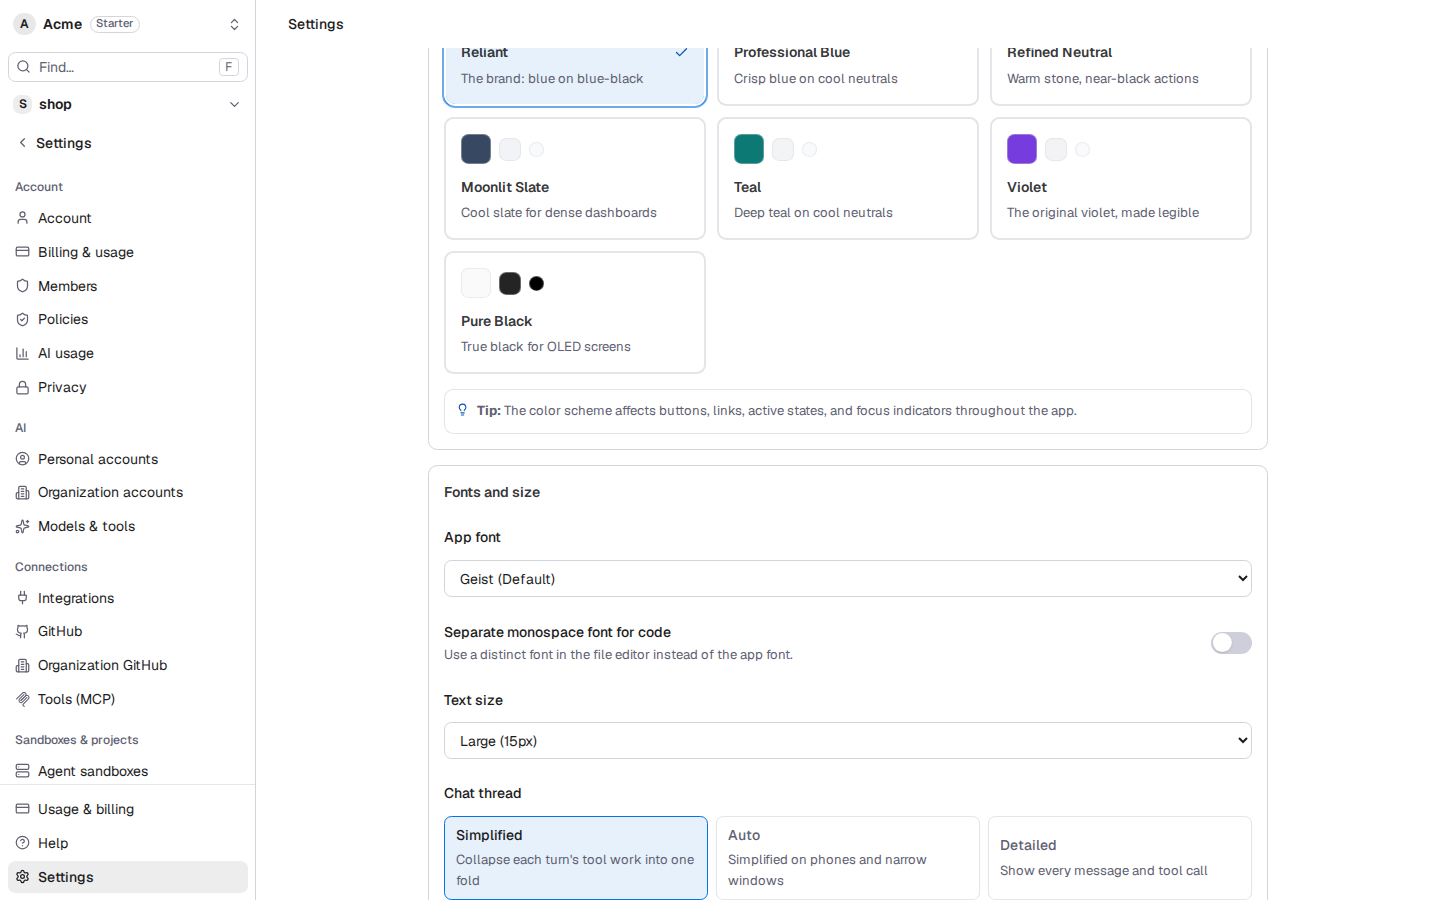 A Acme Starter
Find... F
S shop
Settings
Account
Account
Billing & usage
Members
Policies
AI usage
Privacy
AI
Personal accounts
Organization accounts
Models & tools
Connections
Integrations
GitHub
Organization GitHub
Tools (MCP)
Sandboxes & projects
Agent sandboxes
Usage & billing
Help
Settings
Settings
Reliant
The brand: blue on blue-black
Professional Blue
Crisp blue on cool neutrals
Refined Neutral
Warm stone, near-black actions
Moonlit Slate
Cool slate for dense dashboards
Teal
Deep teal on cool neutrals
Violet
The original violet, made legible
Pure Black
True black for OLED screens
Tip: The color scheme affects buttons, links, active states, and focus indicators throughout the app.
Fonts and size
App font
Geist (Default)
Separate monospace font for code
Use a distinct font in the file editor instead of the app font.
Text size
Large (15px)
Chat thread
Simplified
Collapse each turn's tool work into one
fold
Auto
Simplified on phones and narrow
windows
Detailed
Show every message and tool call